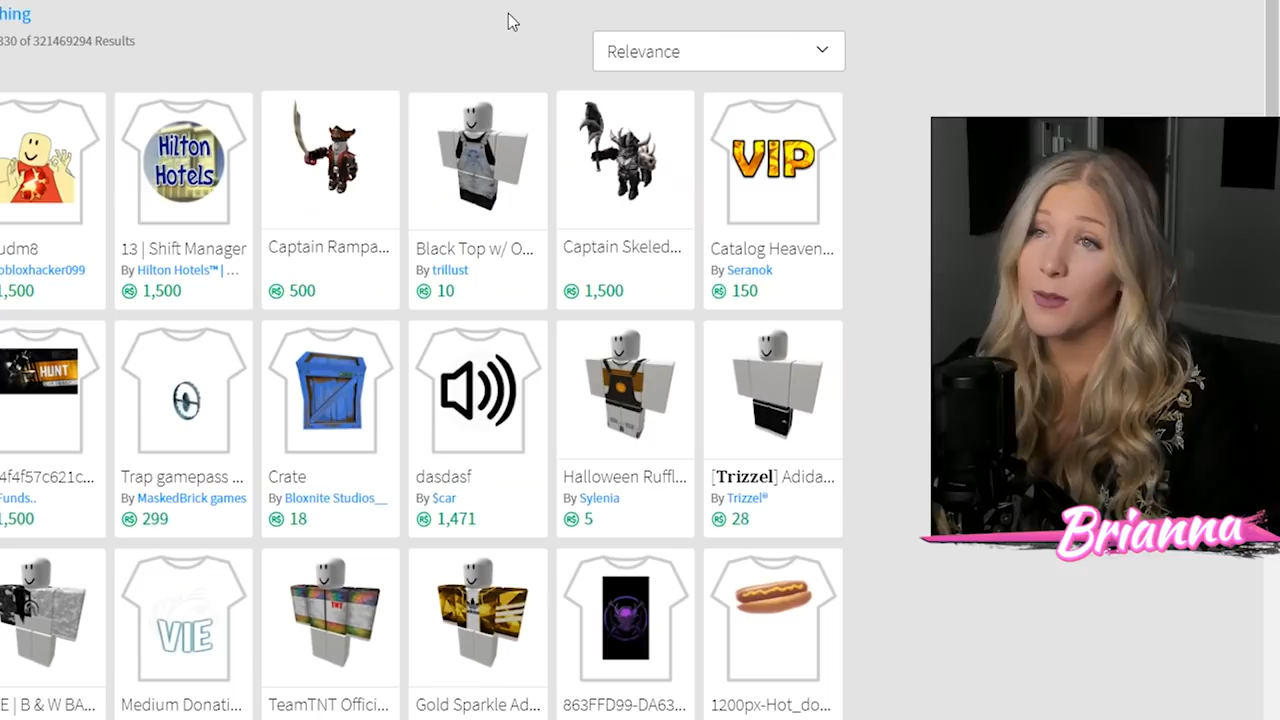 hing
330 of 321469294 Results
Relevance
Hilton
Hotels
VIP
udm8
13 | Shift Manager
Captain Rampa...
Black Top w/ O...
Captain Skeled...
Catalog Heaven...
obloxhacker099
By Hilton Hotels™ | ...
By trillust
By Seranok
1,500
1,500
500
10
1,500
150
HUNT
4f4f57c621c...
Trap gamepass ...
Crate
dasdasf
Halloween Ruffl...
[Trizzel] Adida...
Funds..
By MaskedBrick games
By Bloxnite Studios__
By $car
By Sylenia
By Trizzel®
1,500
299
18
1,471
5
28
Brianna
VIE
TNT
E | B & W BA...
Medium Donati...
TeamTNT Offici...
Gold Sparkle Ad...
863FFD99-DA63...
1200px-Hot_do...